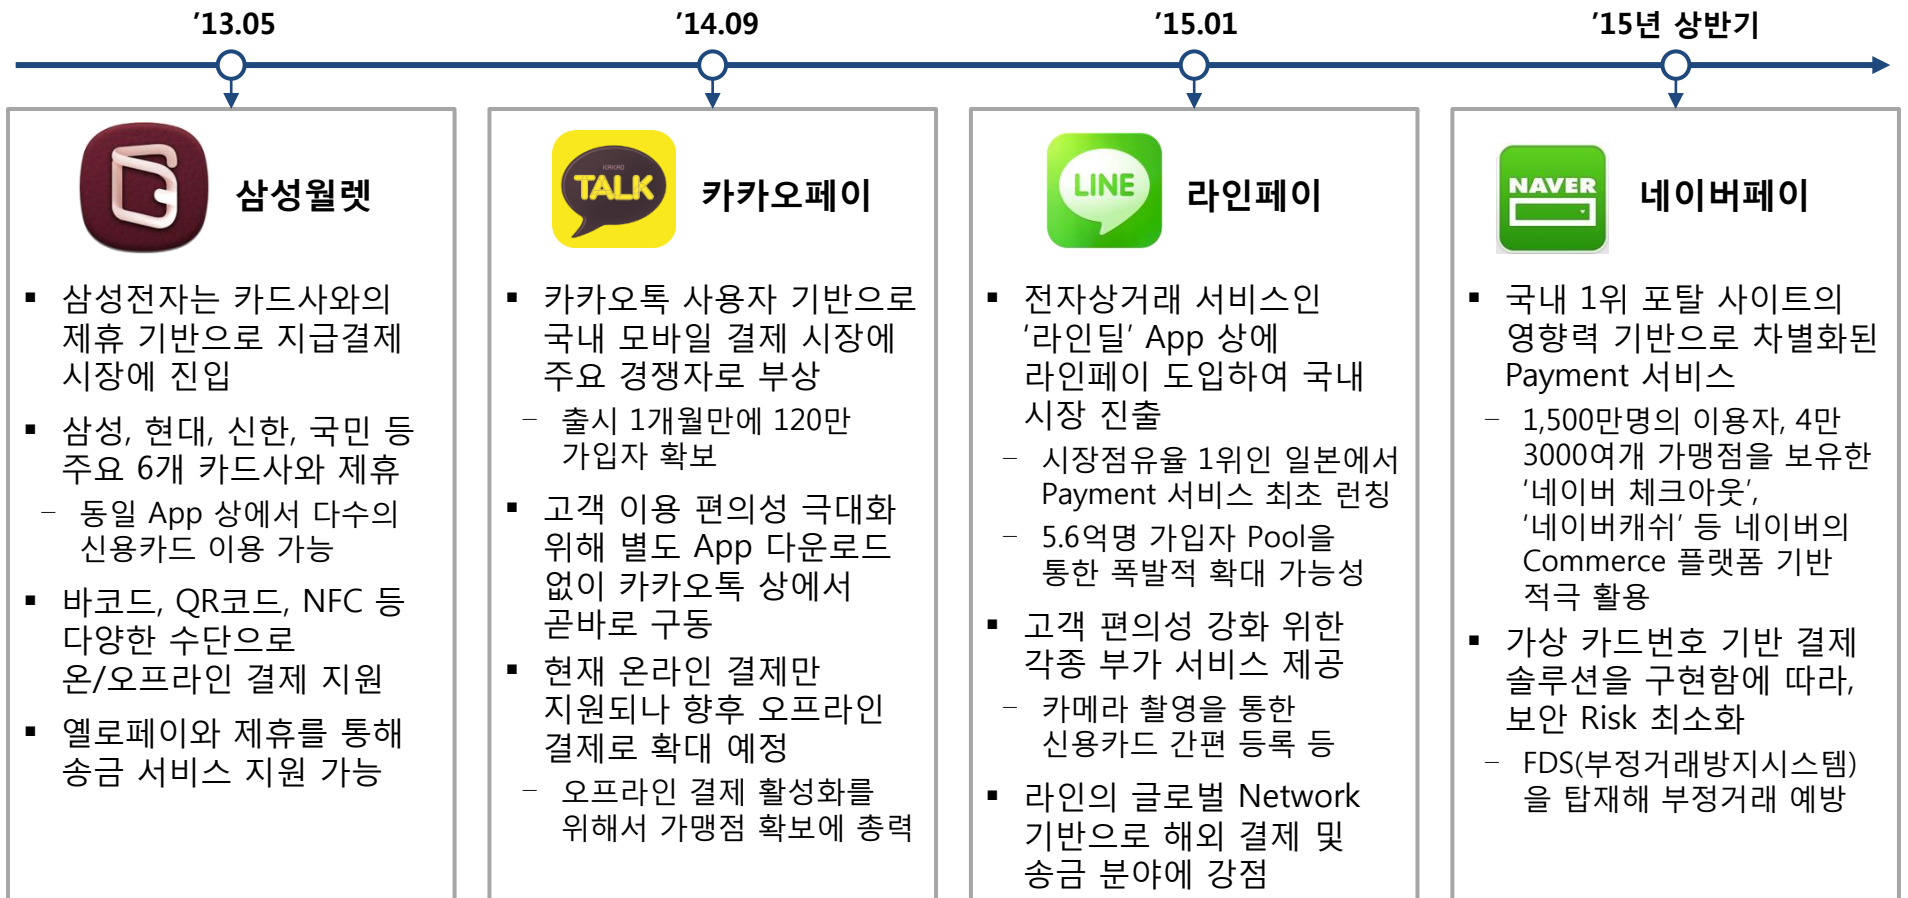 '13.05
'14.09
'15.01
'15년 상반기
삼성월렛
▪ 삼성전자는 카드사와의
제휴 기반으로 지급결제
시장에 진입
▪ 삼성, 현대, 신한, 국민 등
주요 6개 카드사와 제휴
– 동일 App 상에서 다수의
신용카드 이용 가능
▪ 바코드, QR코드, NFC 등
다양한 수단으로
온/오프라인 결제 지원
▪ 옐로페이와 제휴를 통해
송금 서비스 지원 가능
KAKAO
TALK
카카오페이
▪ 카카오톡 사용자 기반으로
국내 모바일 결제 시장에
주요 경쟁자로 부상
– 출시 1개월만에 120만
가입자 확보
▪ 고객 이용 편의성 극대화
위해 별도 App 다운로드
없이 카카오톡 상에서
곧바로 구동
▪ 현재 온라인 결제만
지원되나 향후 오프라인
결제로 확대 예정
– 오프라인 결제 활성화를
위해서 가맹점 확보에 총력
LINE
라인페이
▪ 전자상거래 서비스인
'라인딜' App 상에
라인페이 도입하여 국내
시장 진출
– 시장점유율 1위인 일본에서
Payment 서비스 최초 런칭
– 5.6억명 가입자 Pool을
통한 폭발적 확대 가능성
▪ 고객 편의성 강화 위한
각종 부가 서비스 제공
– 카메라 촬영을 통한
신용카드 간편 등록 등
▪ 라인의 글로벌 Network
기반으로 해외 결제 및
송금 분야에 강점
NAVER
네이버페이
▪ 국내 1위 포탈 사이트의
영향력 기반으로 차별화된
Payment 서비스
– 1,500만명의 이용자, 4만
3000여개 가맹점을 보유한
'네이버 체크아웃',
'네이버캐쉬' 등 네이버의
Commerce 플랫폼 기반
적극 활용
▪ 가상 카드번호 기반 결제
솔루션을 구현함에 따라,
보안 Risk 최소화
– FDS(부정거래방지시스템)
을 탑재해 부정거래 예방